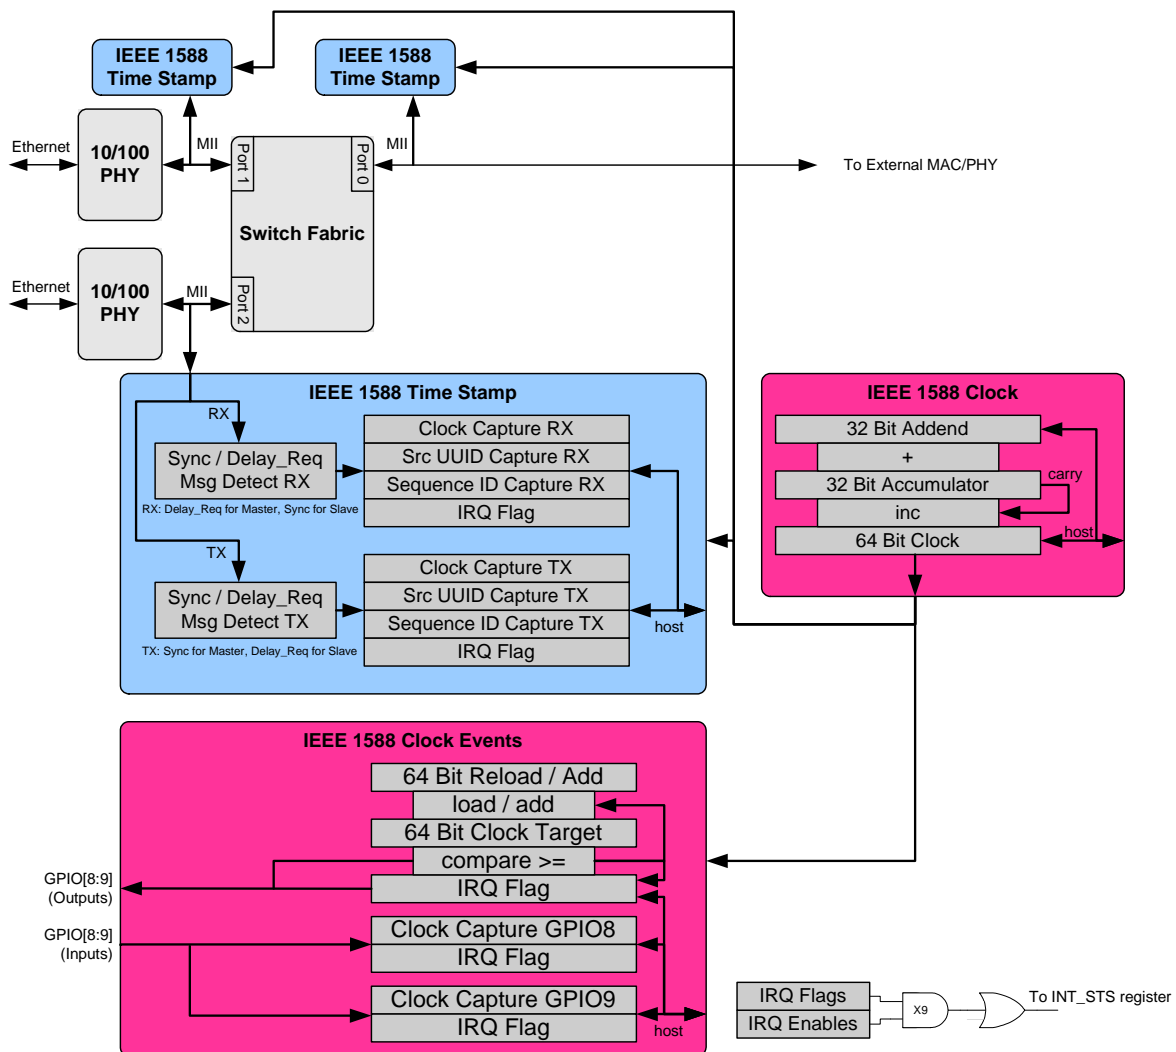 IEEE 1588
Time Stamp
IEEE 1588
Time Stamp
Ethernet
10/100
PHY
MII
Port 1
Port 0
MII
To External MAC/PHY
Switch Fabric
Ethernet
10/100
PHY
MII
Port 2
IEEE 1588 Time Stamp
RX
Sync / Delay_Req
Msg Detect RX
RX: Delay_Req for Master, Sync for Slave
Clock Capture RX
Src UUID Capture RX
Sequence ID Capture RX
IRQ Flag
TX
Sync / Delay_Req
Msg Detect TX
TX: Sync for Master, Delay_Req for Slave
Clock Capture TX
Src UUID Capture TX
Sequence ID Capture TX
IRQ Flag
host
IEEE 1588 Clock
32 Bit Addend
+
32 Bit Accumulator
carry
inc
64 Bit Clock
host
IEEE 1588 Clock Events
64 Bit Reload / Add
load / add
64 Bit Clock Target
compare >=
IRQ Flag
GPIO[8:9]
(Outputs)
GPIO[8:9]
(Inputs)
Clock Capture GPIO8
IRQ Flag
Clock Capture GPIO9
IRQ Flag
host
IRQ Flags
IRQ Enables
X9
To INT_STS register